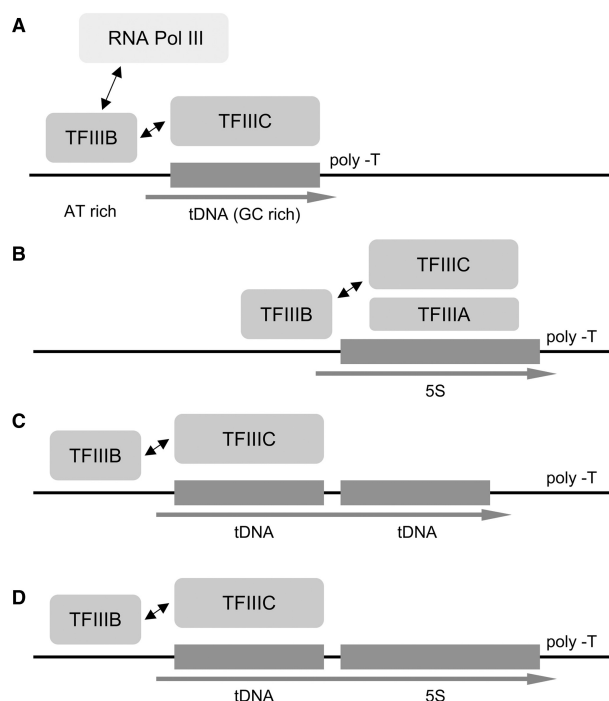 A
RNA Pol III
TFIIIB
TFIIIC
poly -T
AT rich
tDNA (GC rich)
B
TFIIIC
TFIIIB
TFIIIA
poly -T
5S
C
TFIIIB
TFIIIC
poly -T
tDNA
tDNA
D
TFIIIB
TFIIIC
poly -T
tDNA
5S